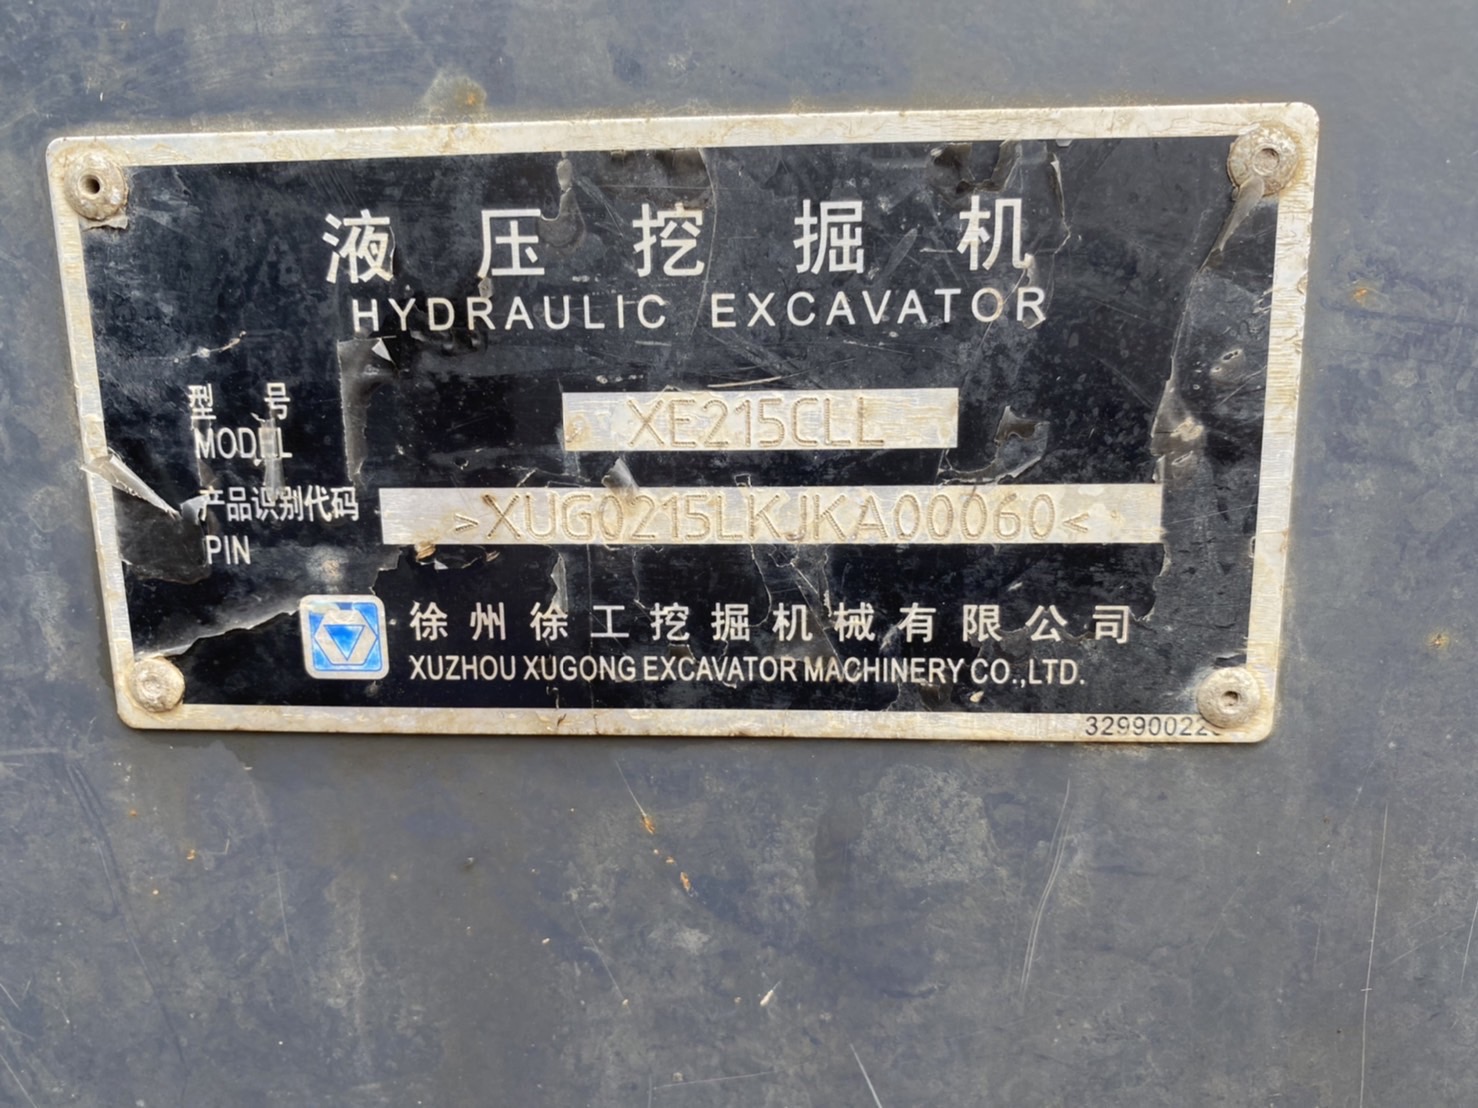 液压挖掘机
HYDRAULIC EXCAVATOR
型号 XE215CLL
MODEL
产品识别代码 >XUG0215LKJKA00060<
PIN
徐州徐工挖掘机械有限公司
XUZHOU XUGONG EXCAVATOR MACHINERY CO.,LTD.